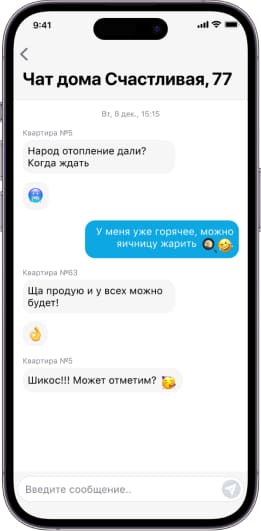 9:41
Чат дома Счастливая, 77
Вт, 8 дек., 15:15
Квартира №5
Народ отопление дали?
Когда ждать
🥶
У меня уже горячее, можно
яичницу жарить 🍳🤣
Квартира №63
Ща продую и у всех можно
будет!
👌
Квартира №5
Шикос!!! Может отметим? 🥳
Введите сообщение..